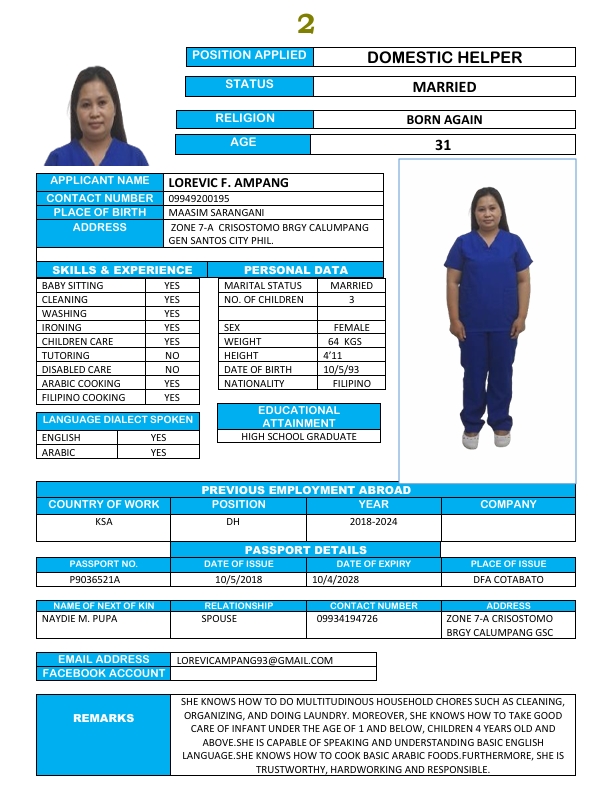 2
POSITION APPLIED DOMESTIC HELPER
STATUS MARRIED
RELIGION BORN AGAIN
AGE 31
APPLICANT NAME LOREVIC F. AMPANG
CONTACT NUMBER 09949200195
PLACE OF BIRTH MAASIM SARANGANI
ADDRESS ZONE 7-A CRISOSTOMO BRGY CALUMPANG
GEN SANTOS CITY PHIL.
SKILLS & EXPERIENCE PERSONAL DATA
BABY SITTING YES MARITAL STATUS MARRIED
CLEANING YES NO. OF CHILDREN 3
WASHING YES
IRONING YES SEX FEMALE
CHILDREN CARE YES WEIGHT 64 KGS
TUTORING NO HEIGHT 4'11
DISABLED CARE NO DATE OF BIRTH 10/5/93
ARABIC COOKING YES NATIONALITY FILIPINO
FILIPINO COOKING YES
EDUCATIONAL
ATTAINMENT
HIGH SCHOOL GRADUATE
LANGUAGE DIALECT SPOKEN
ENGLISH YES
ARABIC YES
PREVIOUS EMPLOYMENT ABROAD
COUNTRY OF WORK POSITION YEAR COMPANY
KSA DH 2018-2024
PASSPORT DETAILS
PASSPORT NO. DATE OF ISSUE DATE OF EXPIRY PLACE OF ISSUE
P9036521A 10/5/2018 10/4/2028 DFA COTABATO
NAME OF NEXT OF KIN RELATIONSHIP CONTACT NUMBER ADDRESS
NAYDIE M. PUPA SPOUSE 09934194726 ZONE 7-A CRISOSTOMO
BRGY CALUMPANG GSC
EMAIL ADDRESS LOREVICAMPANG93@GMAIL.COM
FACEBOOK ACCOUNT
REMARKS
SHE KNOWS HOW TO DO MULTITUDINOUS HOUSEHOLD CHORES SUCH AS CLEANING,
ORGANIZING, AND DOING LAUNDRY. MOREOVER, SHE KNOWS HOW TO TAKE GOOD
CARE OF INFANT UNDER THE AGE OF 1 AND BELOW, CHILDREN 4 YEARS OLD AND
ABOVE.SHE IS CAPABLE OF SPEAKING AND UNDERSTANDING BASIC ENGLISH
LANGUAGE.SHE KNOWS HOW TO COOK BASIC ARABIC FOODS.FURTHERMORE, SHE IS
TRUSTWORTHY, HARDWORKING AND RESPONSIBLE.